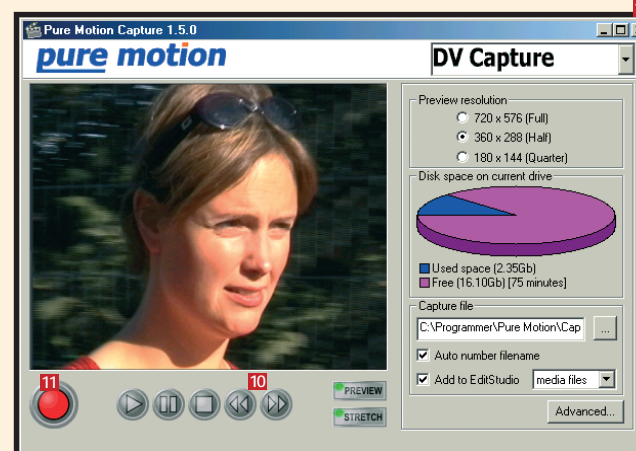 Pure Motion Capture 1.5.0
pure motion
DV Capture
Preview resolution
720 x 576 (Full)
360 x 288 (Half)
180 x 144 (Quarter)
Disk space on current drive
Used space (2.35Gb)
Free (16.10Gb) [75 minutes]
Capture file
C:\Programmer\Pure Motion\Cap
...
Auto number filename
Add to EditStudio
media files
Advanced...
11
10
PREVIEW
STRETCH